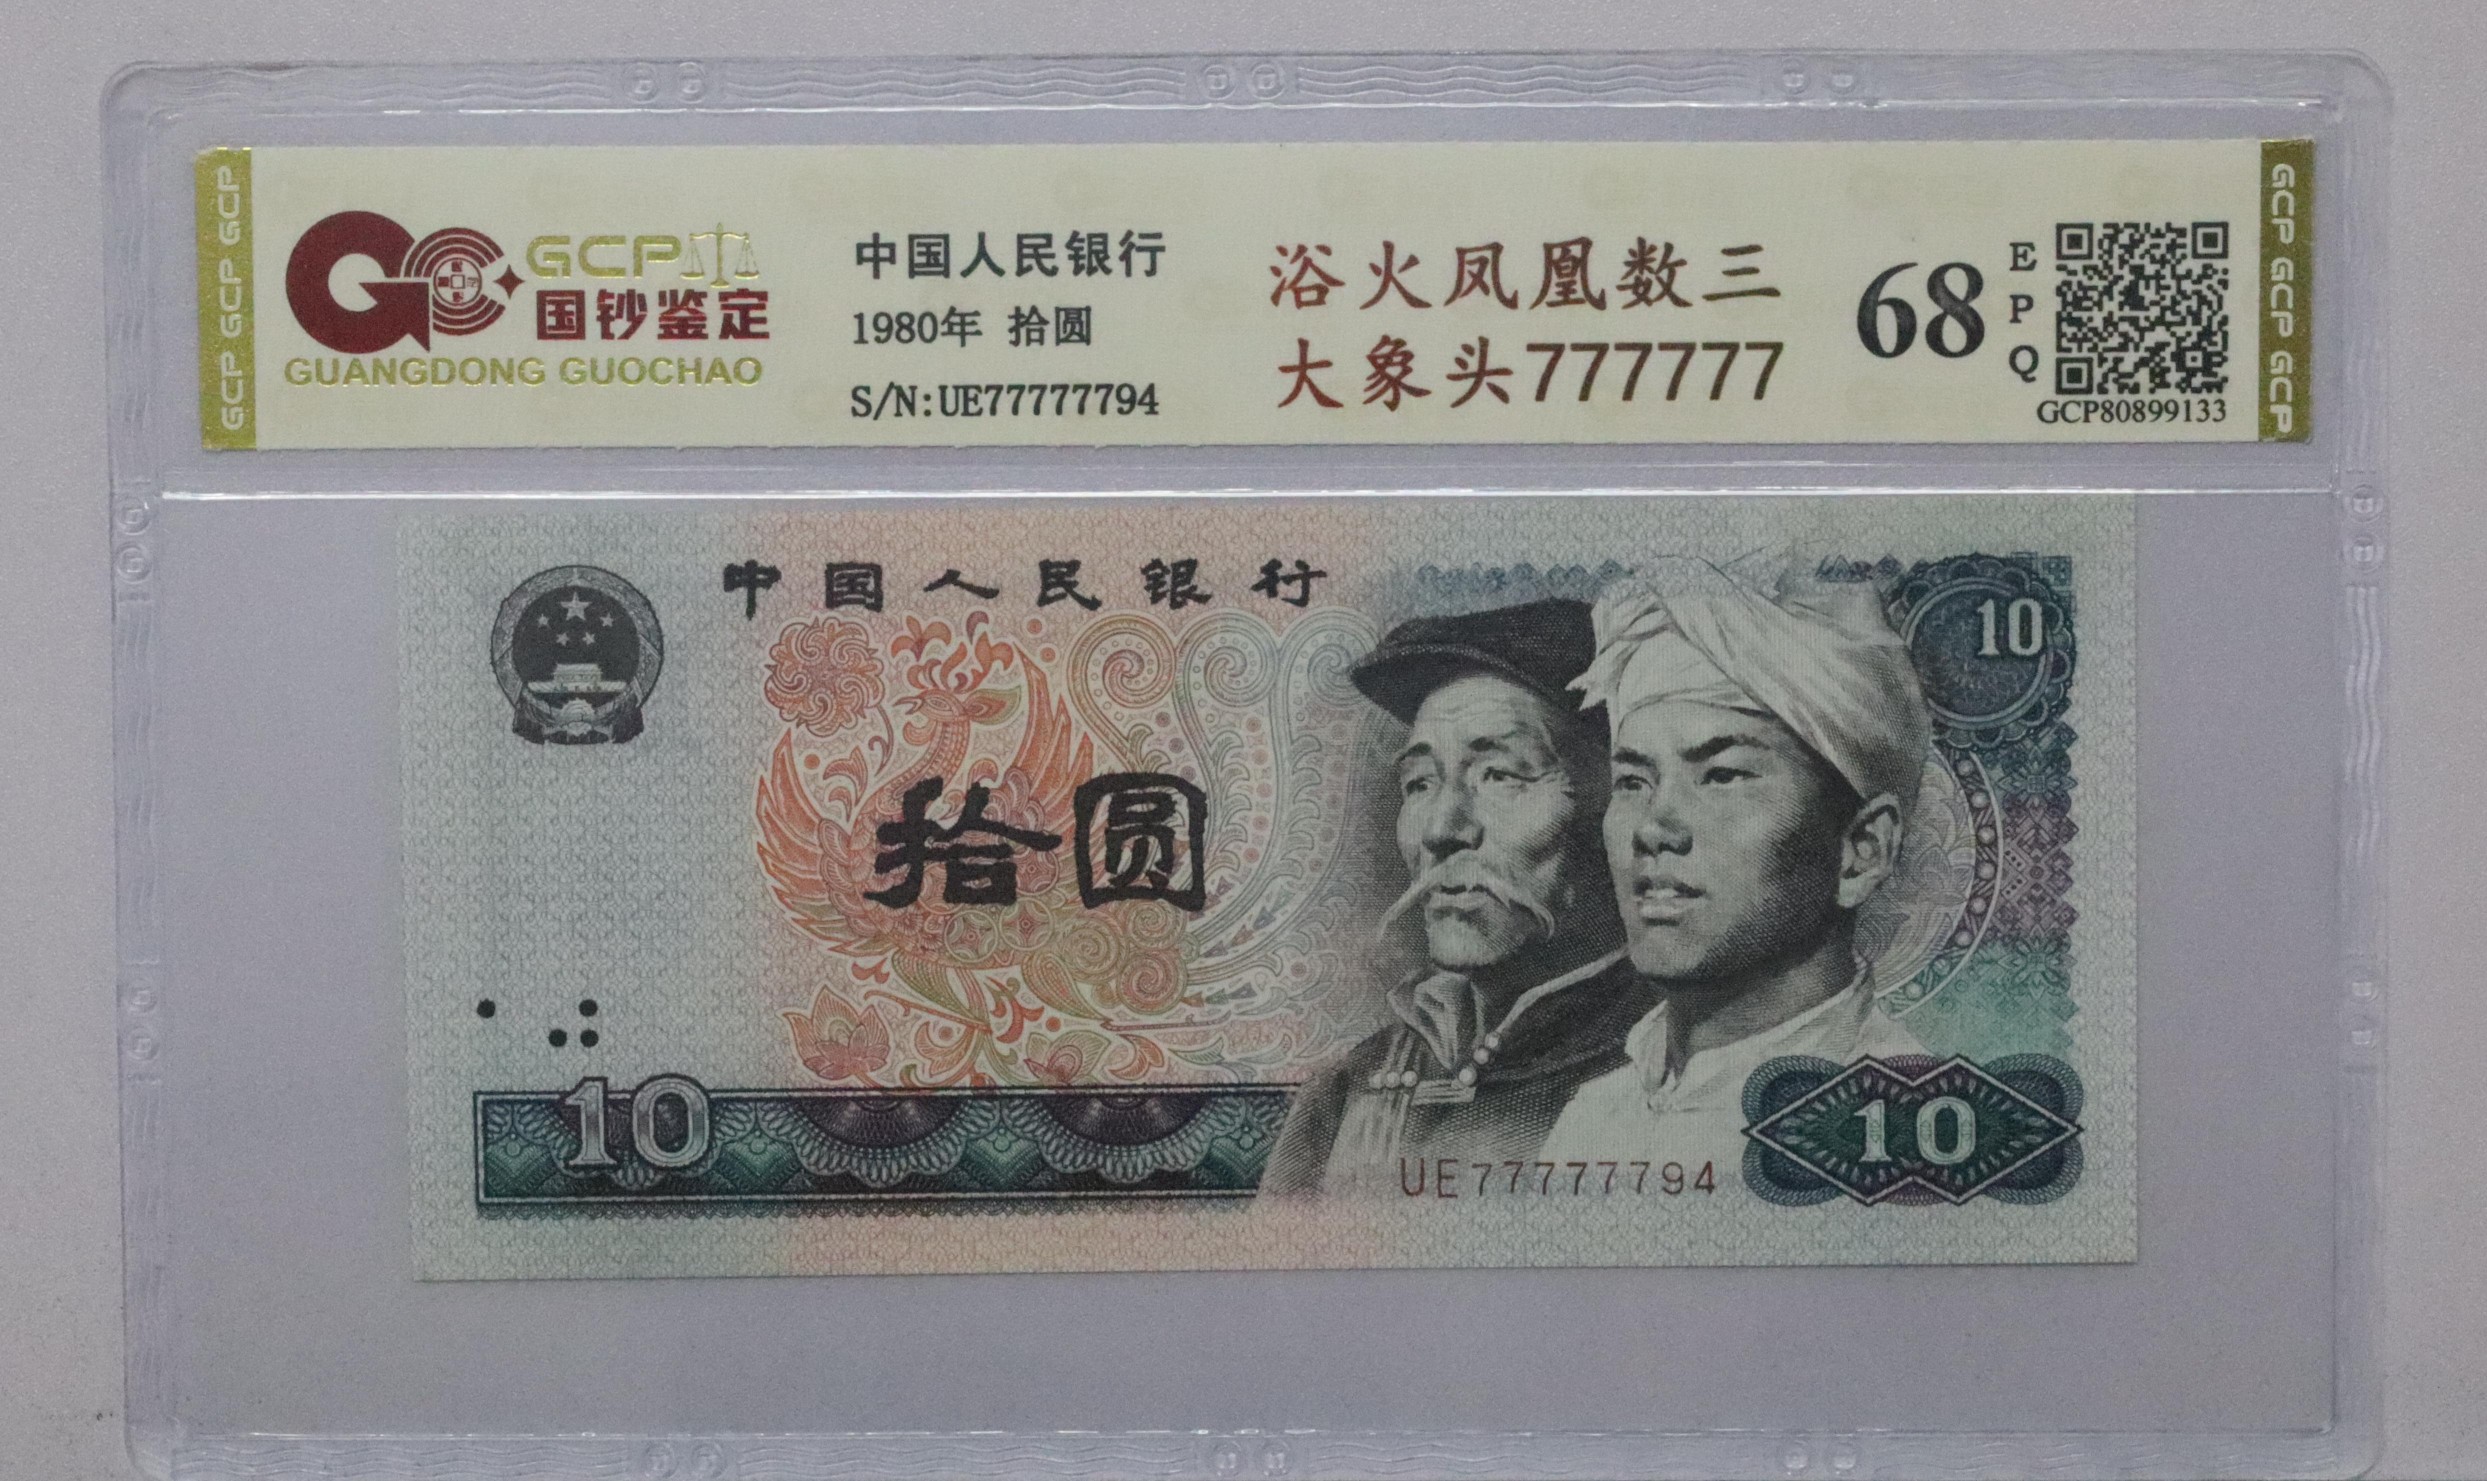 GCP GCP GCP
GCP
国钞鉴定
GUANGDONG GUOCHAO
中国人民银行
1980年 拾圆
S/N:UE77777794
浴火凤凰数三
大象头777777
68
E
P
Q
GCP80899133
GCP GCP GCP
中国人民银行
10
拾圆
10
UE77777794
10